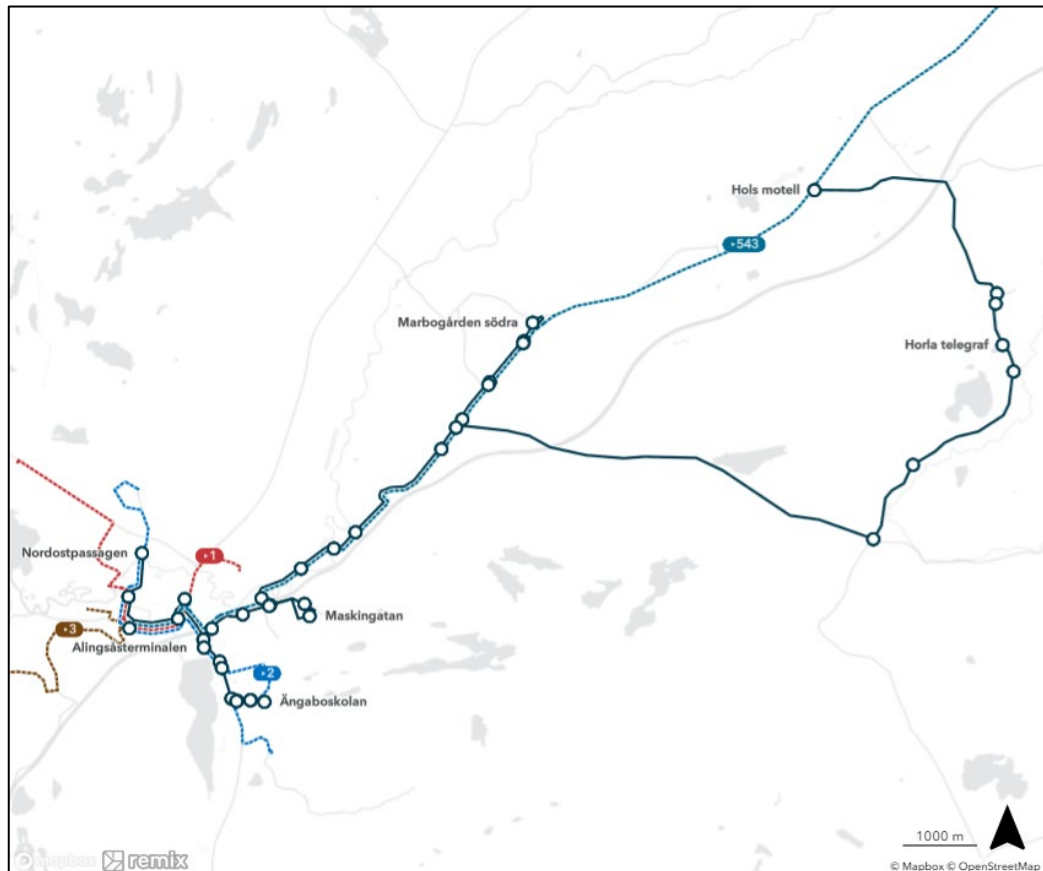 Hols motell
543
Marbogården södra
Horla telegraf
Nordostpassagen
1
Maskingatan
3
Alingsåsterminalen
2
Ängaboskolan
1000 m
mapbox remix
© Mapbox © OpenStreetMap